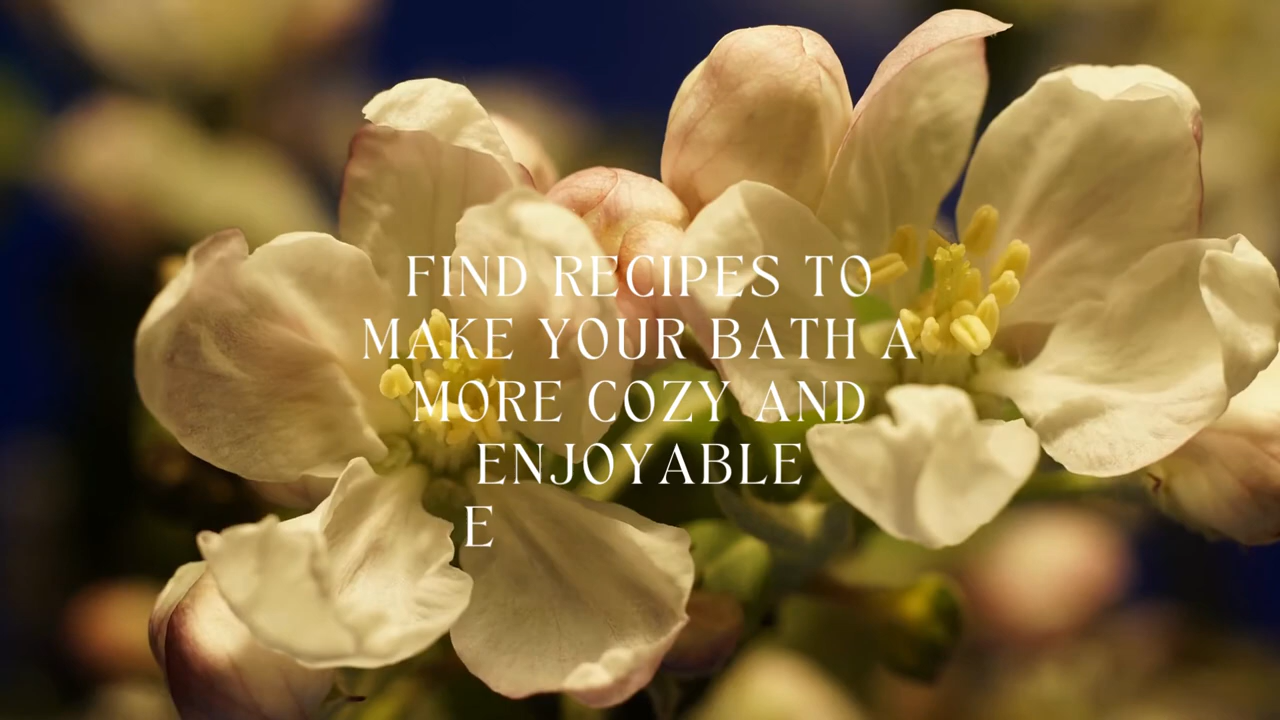 FIND RECIPES TO
MAKE YOUR BATH A
MORE COZY AND
ENJOYABLE
E